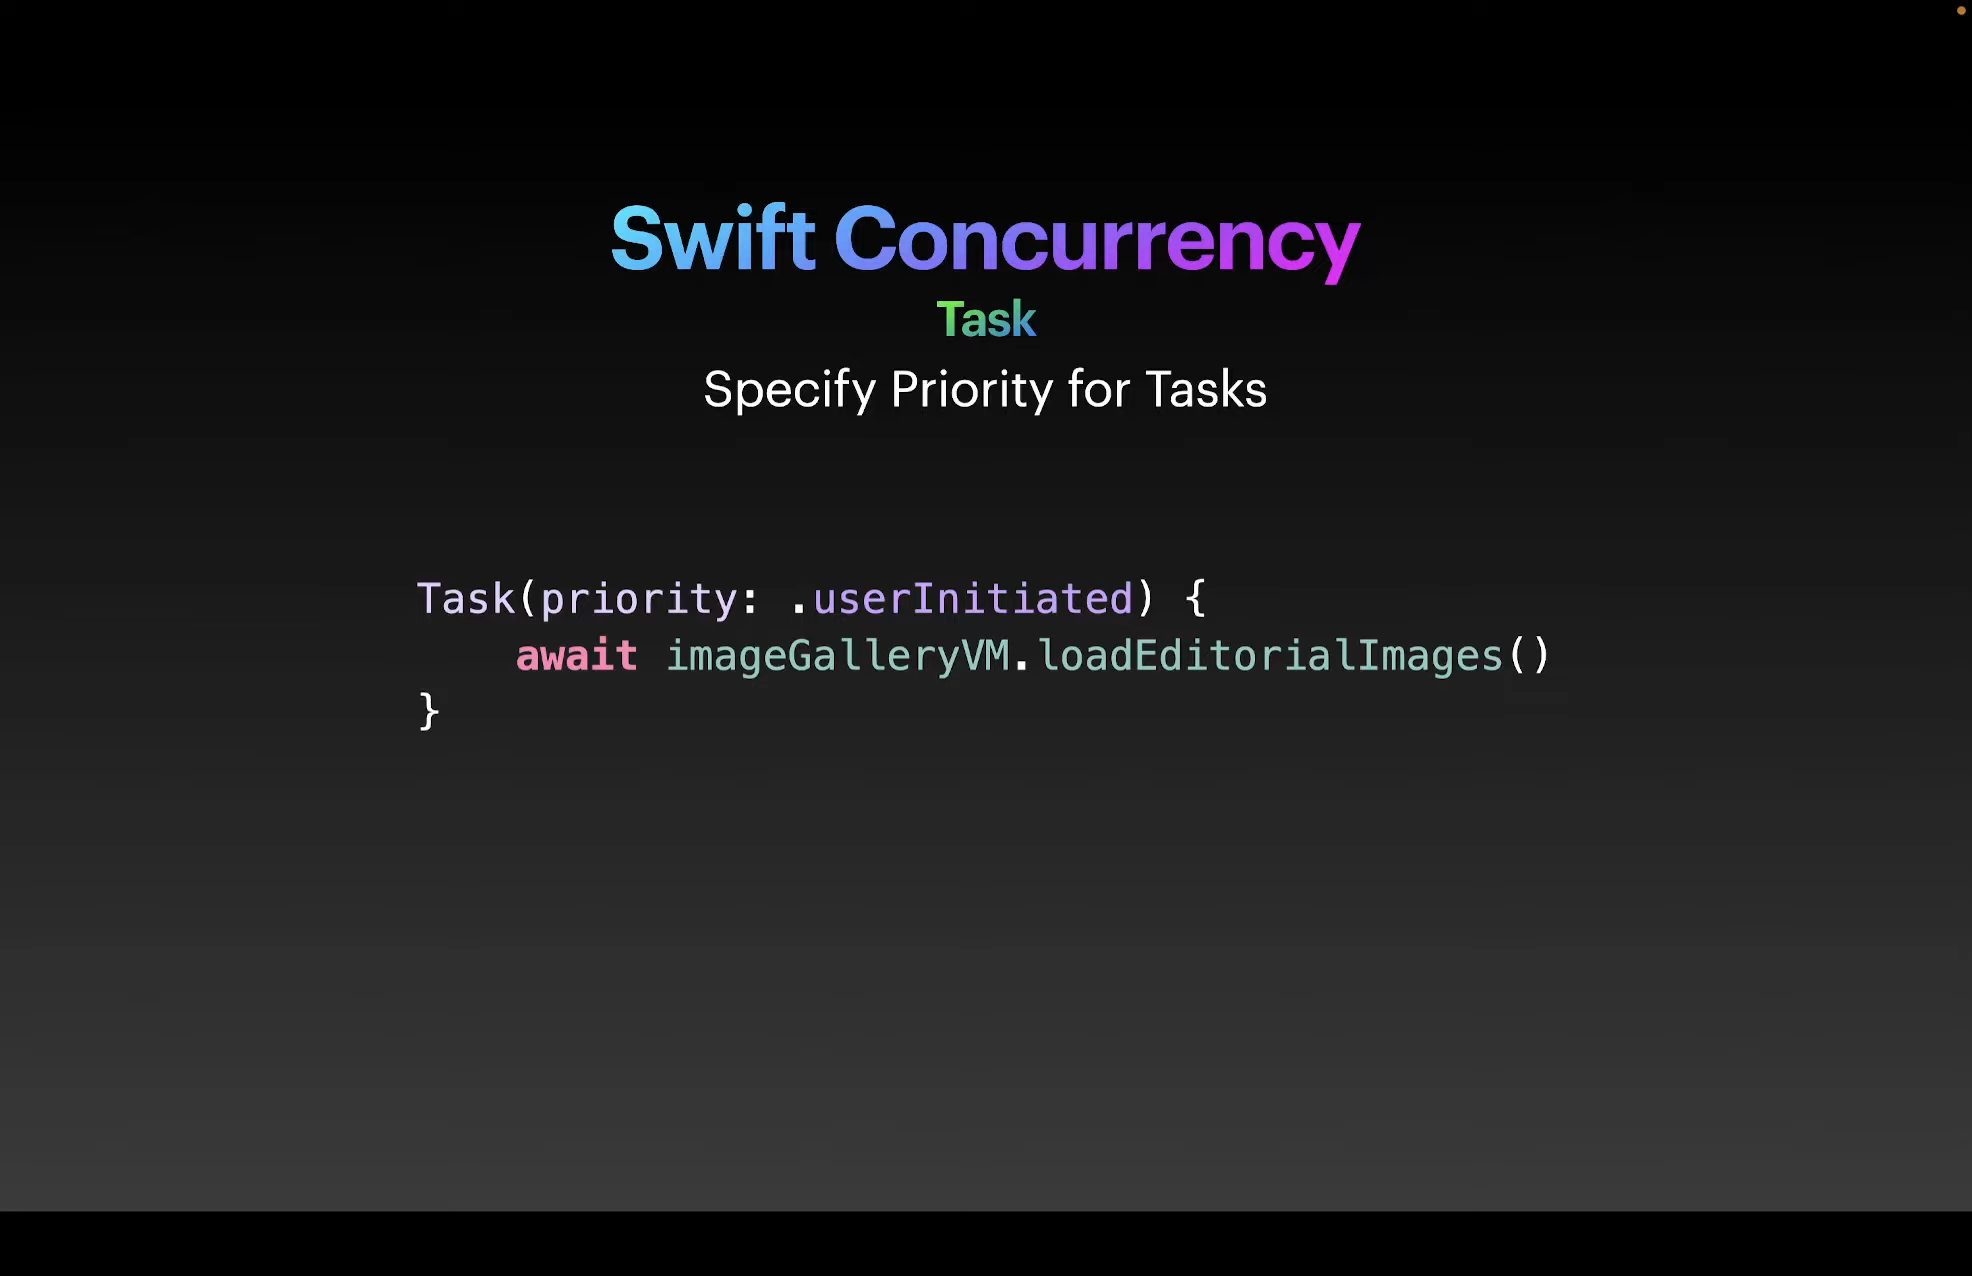 Swift Concurrency
Task
Specify Priority for Tasks
Task(priority: .userInitiated) {
    await imageGalleryVM.loadEditorialImages()
}